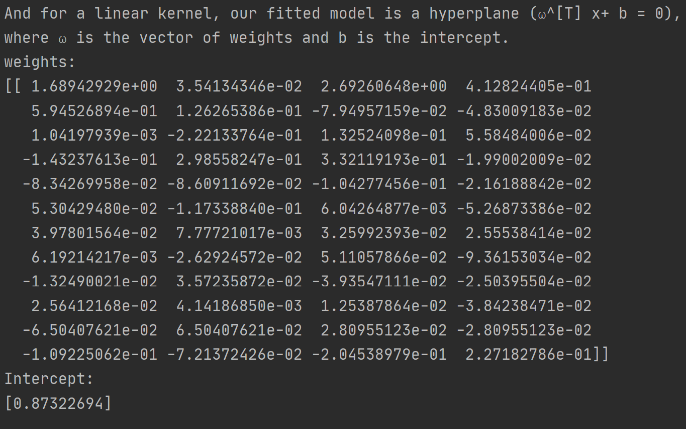 And for a linear kernel, our fitted model is a hyperplane (ω^[T] x+ b = 0),
where ω is the vector of weights and b is the intercept.
weights:
[[ 1.68942929e+00  3.54134346e-02  2.69260648e+00  4.12824405e-01
   5.94526894e-01  1.26265386e-01 -7.94957159e-02 -4.83009183e-02
   1.04197939e-03 -2.22133764e-01  1.32524098e-01  5.58484006e-02
  -1.43237613e-01  2.98558247e-01  3.32119193e-01 -1.99002009e-02
  -8.34269958e-02 -8.60911692e-02 -1.04277456e-01 -2.16188842e-02
   5.30429480e-02 -1.17338840e-01  6.04264877e-03 -5.26873386e-02
   3.97801564e-02  7.77721017e-03  3.25992393e-02  2.55538414e-02
   6.19214217e-03 -2.62924572e-02  5.11057866e-02 -9.36153034e-02
  -1.32490021e-02  3.57235872e-02 -3.93547111e-02 -2.50395504e-02
   2.56412168e-02  4.14186850e-03  1.25387864e-02 -3.84238471e-02
  -6.50407621e-02  6.50407621e-02  2.80955123e-02 -2.80955123e-02
  -1.09225062e-01 -7.21372426e-02 -2.04538979e-01  2.27182786e-01]]
Intercept:
[0.87322694]